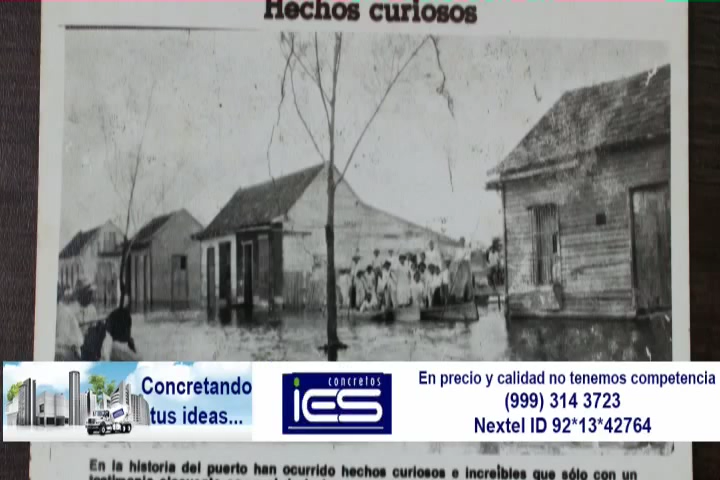 Hechos curiosos
Concretando
tus ideas...
concretos
iCS
En precio y calidad no tenemos competencia
(999) 314 3723
Nextel ID 92*13*42764
En la historia del puerto han ocurrido hechos curiosos e increíbles que sólo con un